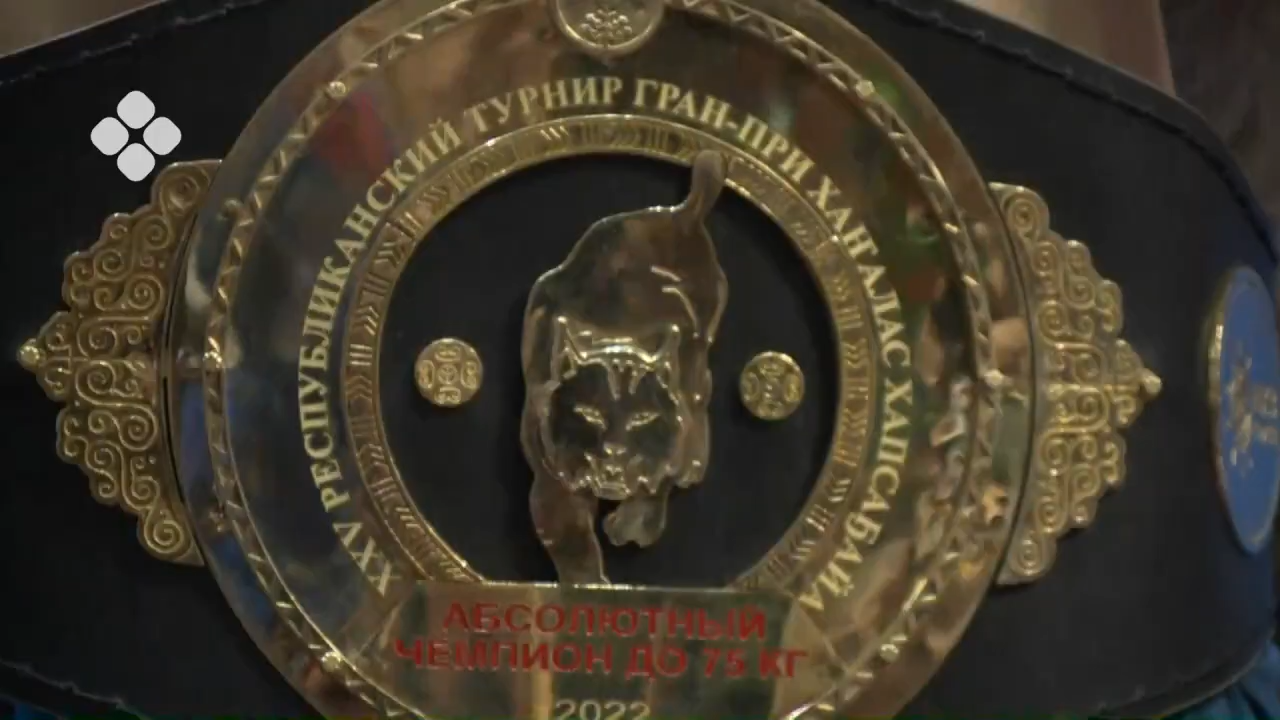 XXV РЕСПУБЛИКАНСКИЙ ТУРНИР ГРАН-ПРИ ХАНГАЛАС ХАПСАБАЙА
АБСОЛЮТНЫЙ
ЧЕМПИОН ДО 75 КГ
2022